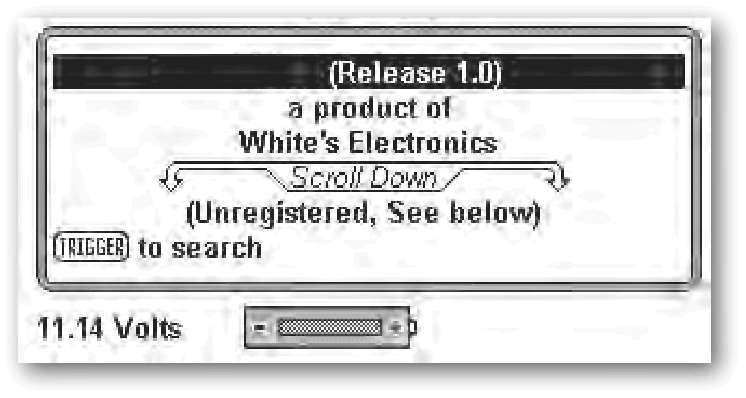 (Release 1.0)
a product of
White's Electronics
Scroll Down
(Unregistered, See below)
TRIGGER to search
11.14 Volts